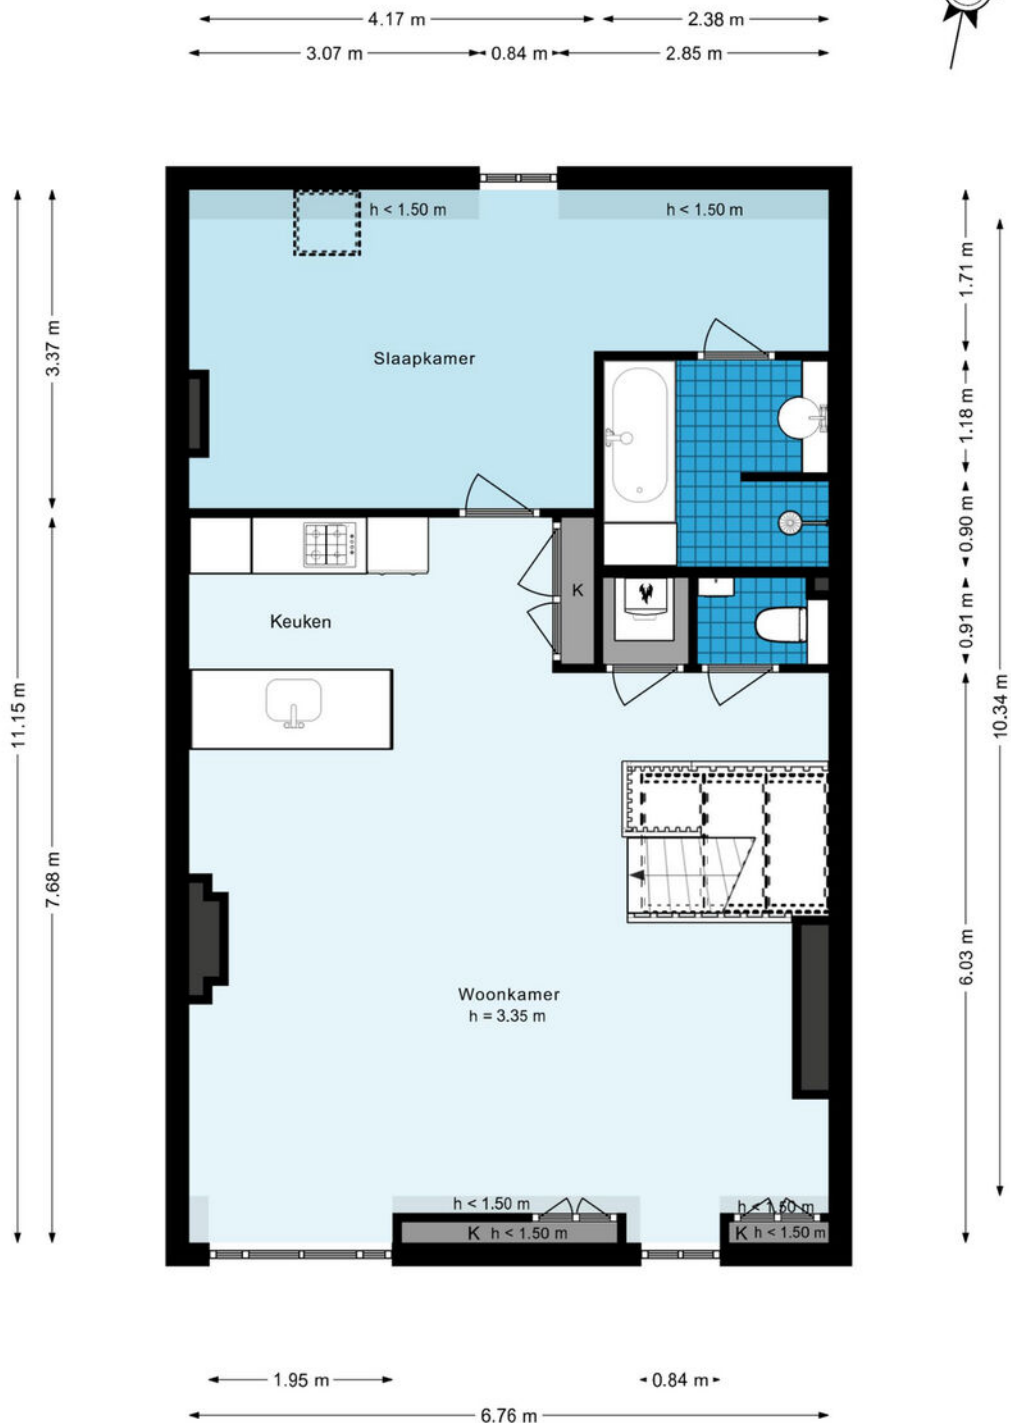 4.17 m
2.38 m
3.07 m
0.84 m
2.85 m
h < 1.50 m
h < 1.50 m
1.71 m
3.37 m
Slaapkamer
1.18 m
0.90 m
K
0.91 m
Keuken
11.15 m
10.34 m
7.68 m
6.03 m
Woonkamer
h = 3.35 m
h < 1.50 m
h < 1.50 m
K h < 1.50 m
K h < 1.50 m
1.95 m
0.84 m
6.76 m